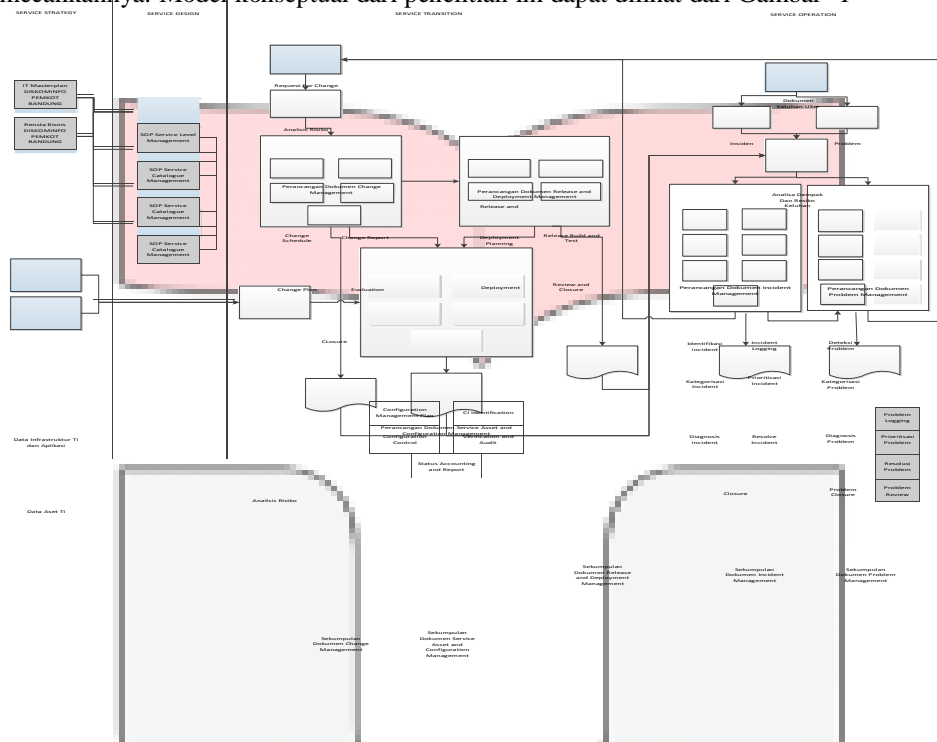 Model konseptual dari penelitian ini dapat dilihat dari Gambar
SERVICE STRATEGY
SERVICE DESIGN
SERVICE TRANSITION
SERVICE OPERATION
IT Masterplan
DISKOMINFO
PEMKOT
BANDUNG
Renstra Bisnis
DISKOMINFO
PEMKOT
BANDUNG
SOP Service Level
Management
SOP Service
Catalogue
Management
SOP Service
Catalogue
Management
SOP Service
Catalogue
Management
Request for Change
Analisis Risiko
Perancangan Dokumen Change
Management
Perancangan Dokumen Release and
Deployment Management
Release and
Change
Schedule
Change Report
Deployment
Planning
Release Build and
Test
Change Plan
Evaluation
Deployment
Review and
Closure
CLosure
Dokumen
Keluhan User
Insiden
Problem
Analisa Dampak
Dan Resiko
Keluhan
Perancangan Dokumen Incident
Management
Perancangan Dokumen
Problem Management
Identifikasi
Incident
Incident
Logging
Deteksi
Problem
Kategorisasi
Incident
Prioritisasi
Incident
Kategorisasi
Problem
Configuration
Management Plan
CI Identification
Perancangan Dokumen Service Asset and
Configuration Management
Configuration
Control
Verification and
Audit
Status Accounting
and Report
Problem
Logging
Prioritisasi
Problem
Resolusi
Problem
Problem
Review
Data Infrastruktur TI
dan Aplikasi
Diagnosis
Incident
Resolve
Incident
Diagnosis
Problem
Data Aset TI
Analisis Risiko
Closure
Problem
Closure
Sekumpulan
Dokumen Release
and Deployment
Management
Sekumpulan
Dokumen Incident
Management
Sekumpulan
Dokumen Problem
Management
Sekumpulan
Dokumen Change
Management
Sekumpulan
Dokumen Service
Asset and
Configuration
Management